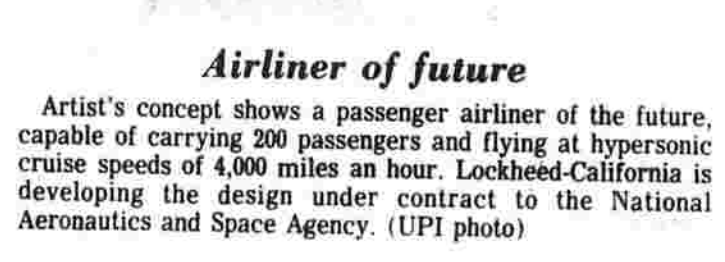 Airliner of future
Artist's concept shows a passenger airliner of the future,
capable of carrying 200 passengers and flying at hypersonic
cruise speeds of 4,000 miles an hour. Lockheed-California is
developing the design under contract to the National
Aeronautics and Space Agency. (UPI photo)